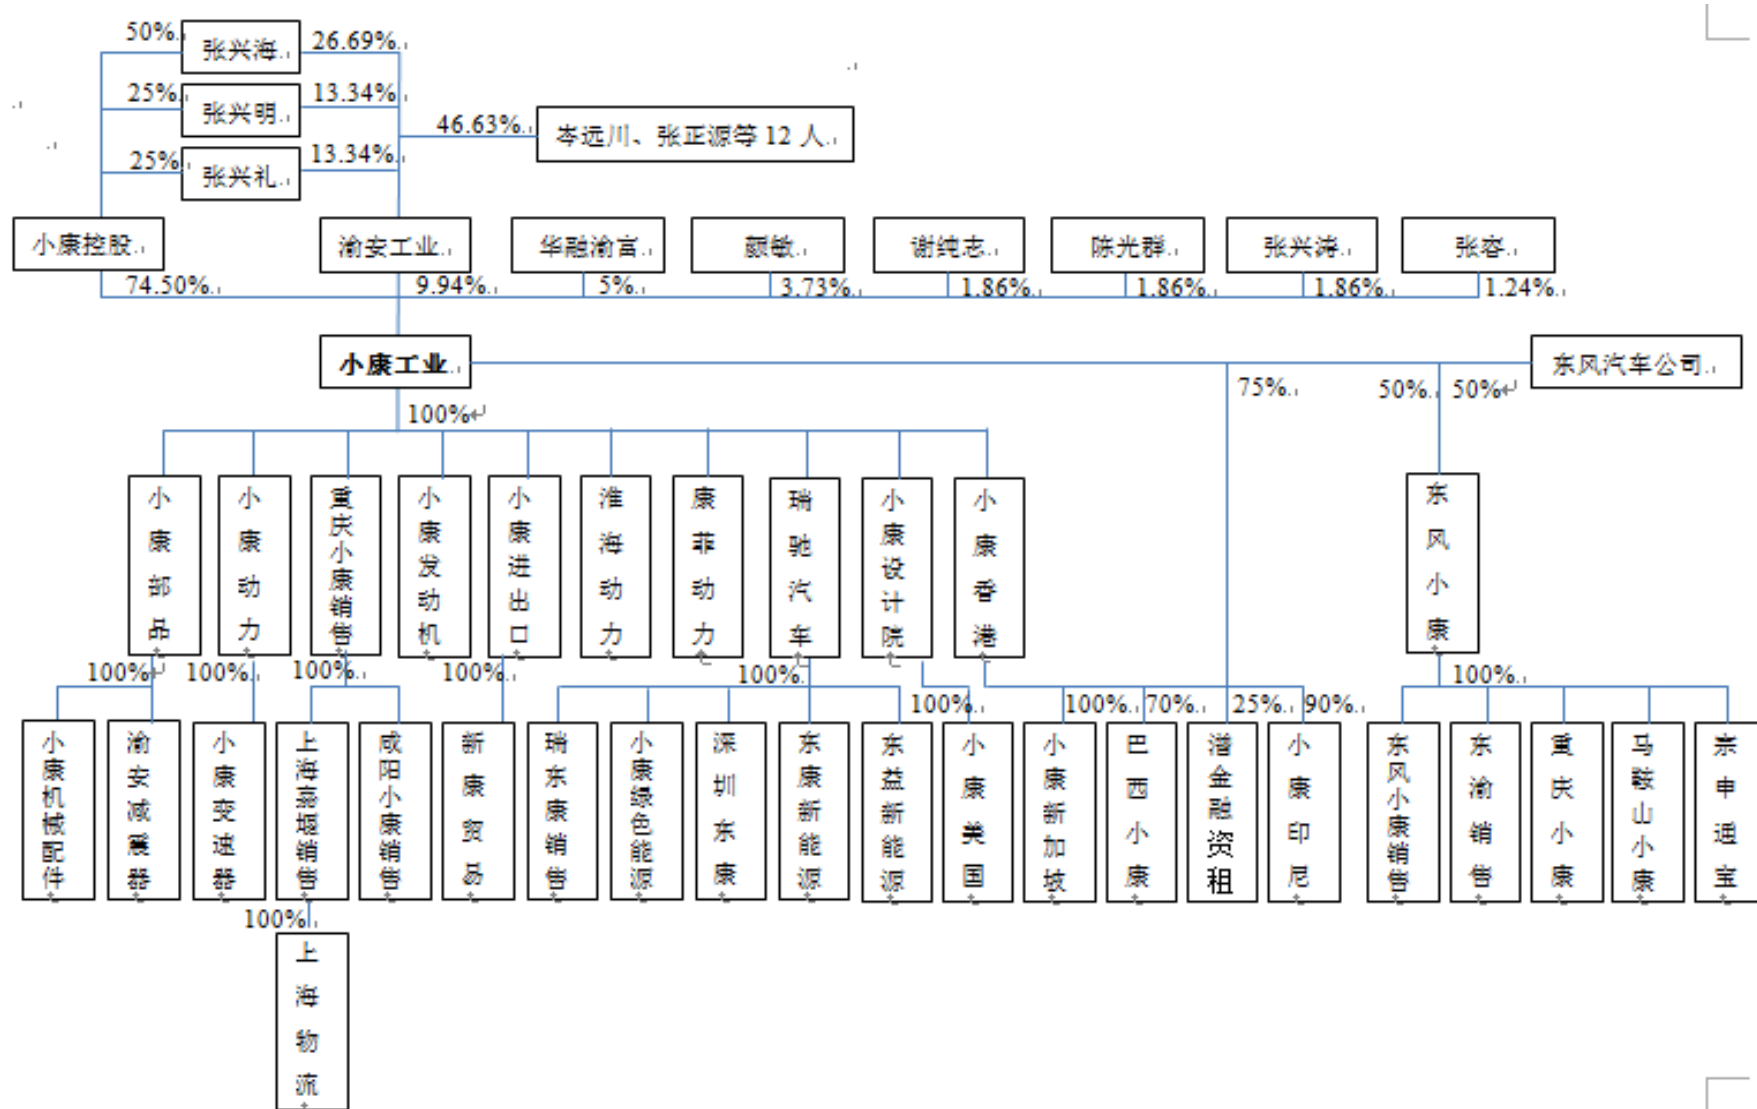 50%
张兴海
26.69%
25%
张兴明
13.34%
46.63%
岑远川、张正源等 12 人
25%
张兴礼
13.34%
小康控股
渝安工业
华融渝富
颜敏
谢纯志
陈光群
张兴涛
张容
74.50%
9.94%
5%
3.73%
1.86%
1.86%
1.86%
1.24%
小康工业
东风汽车公司
75%
50%
50%
100%
小康部品
小康动力
重庆小康销售
小康发动机
小康进出口
淮海动力
康菲动力
瑞驰汽车
小康设计院
小康香港
东风小康
100%
100%
100%
100%
100%
100%
100%
70%
25%
90%
100%
小康机械配件
渝安减震器
小康变速器
上海嘉堰销售
咸阳小康销售
新康贸易
瑞东康销售
小康绿色能源
深圳东康
东康新能源
东益新能源
小康美国
小康新加坡
巴西小康
潽金融资租
小康印尼
东风小康销售
东渝销售
重庆小康
马鞍山小康
宗申通宝
100%
上海物流